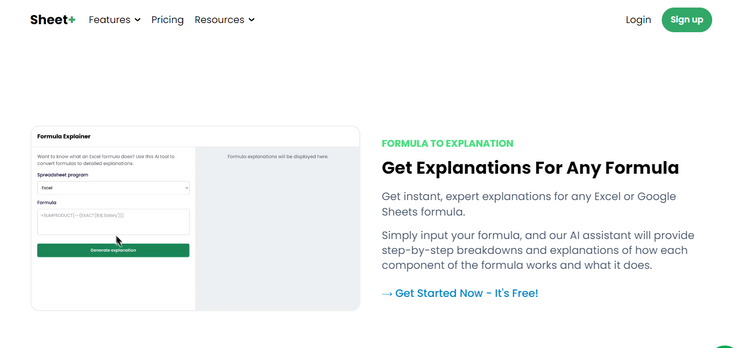 Sheet+ Features Pricing Resources Login Sign up
Formula Explainer
Want to know what an Excel formula does? Use this AI tool to
convert formulas to detailed explanations.
Spreadsheet program
Excel
Formula
Generate explanation
Formula explanations will be displayed here.
FORMULA TO EXPLANATION
Get Explanations For Any Formula
Get instant, expert explanations for any Excel or Google
Sheets formula.
Simply input your formula, and our AI assistant will provide
step-by-step breakdowns and explanations of how each
component of the formula works and what it does.
→ Get Started Now - It's Free!